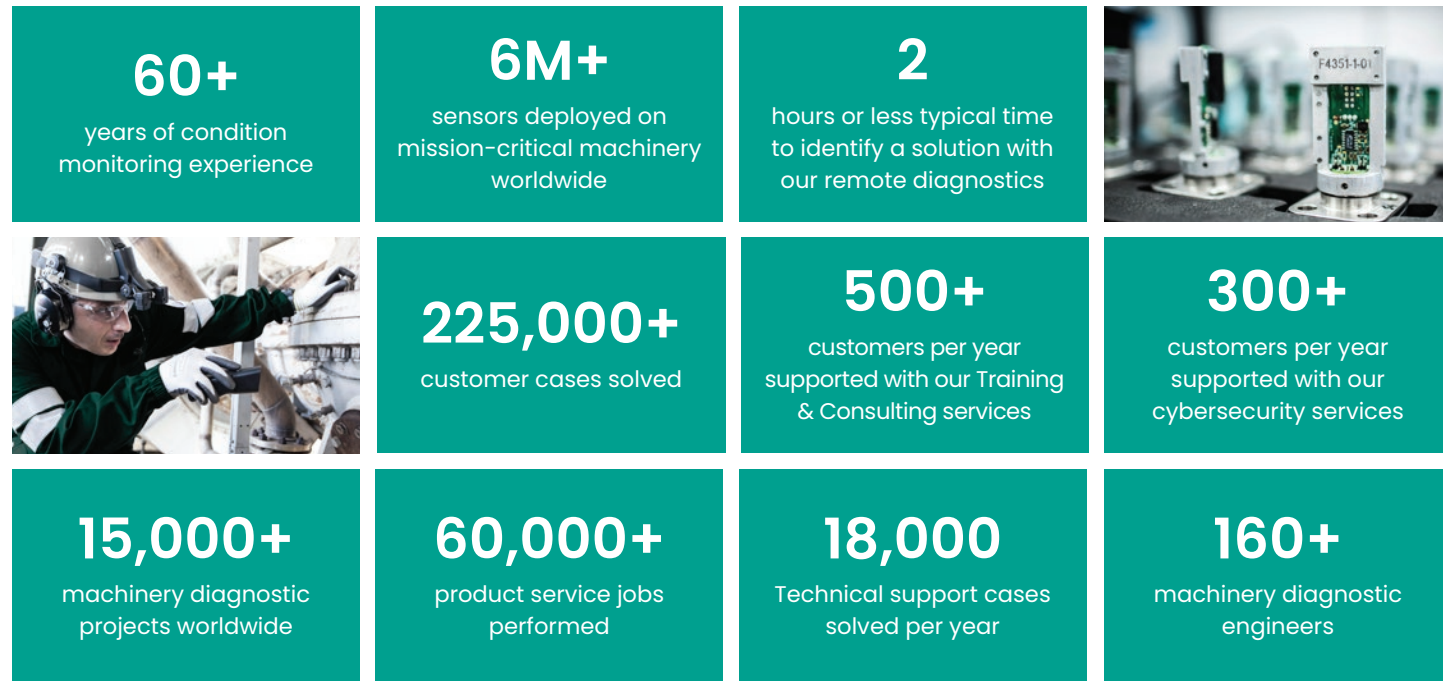 60+
years of condition
monitoring experience
6M+
sensors deployed on
mission-critical machinery
worldwide
2
hours or less typical time
to identify a solution with
our remote diagnostics
F4351-1-01
225,000+
customer cases solved
500+
customers per year
supported with our Training
& Consulting services
300+
customers per year
supported with our
cybersecurity services
15,000+
machinery diagnostic
projects worldwide
60,000+
product service jobs
performed
18,000
Technical support cases
solved per year
160+
machinery diagnostic
engineers